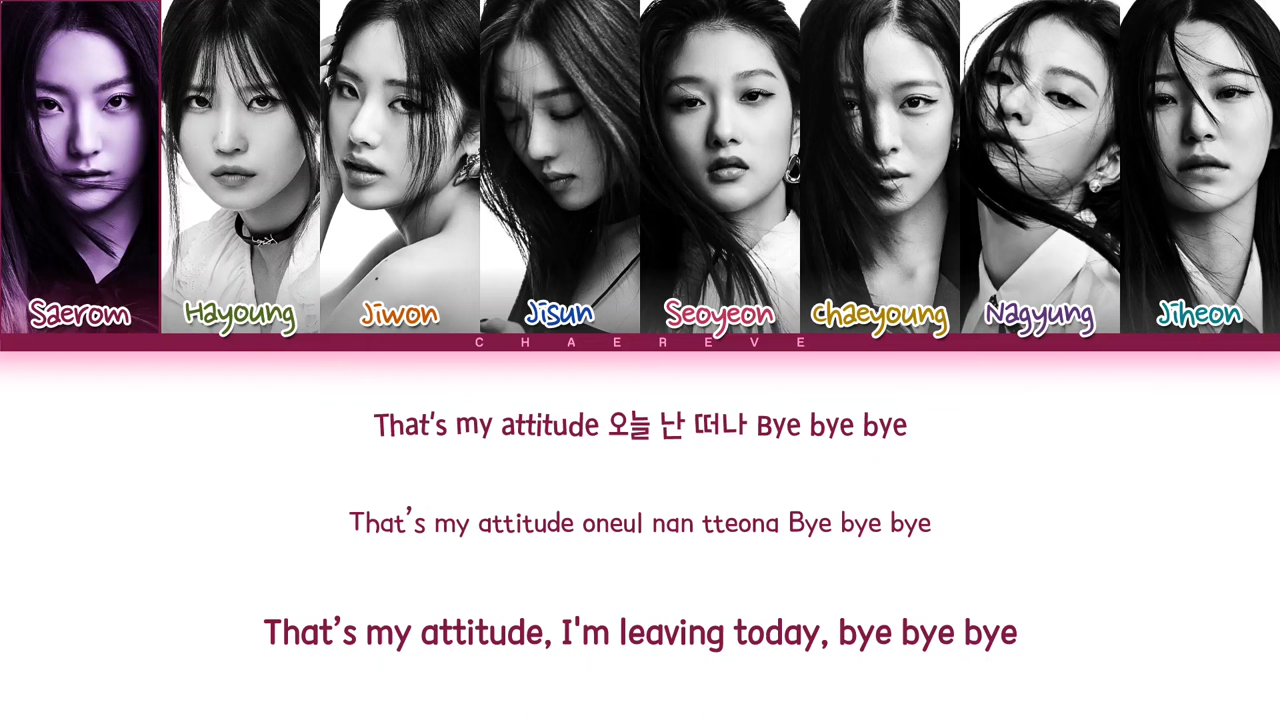 Saerom Hayoung Jiwon Jisun Seoyeon Chaeyoung Nagyung Jiheon
CHAEREVE
That's my attitude 오늘 난 떠나 Bye bye bye
That's my attitude oneul nan tteona Bye bye bye
That's my attitude, I'm leaving today, bye bye bye